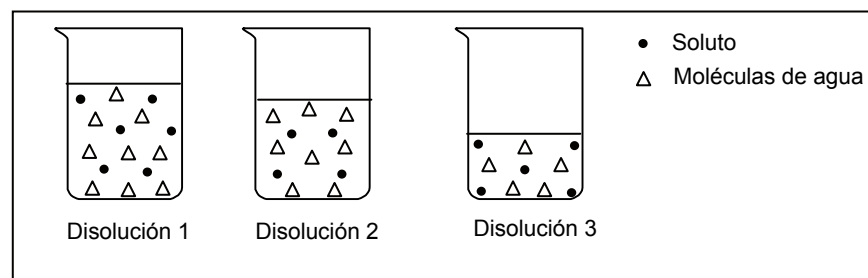 Soluto
Moléculas de agua
Disolución 1
Disolución 2
Disolución 3